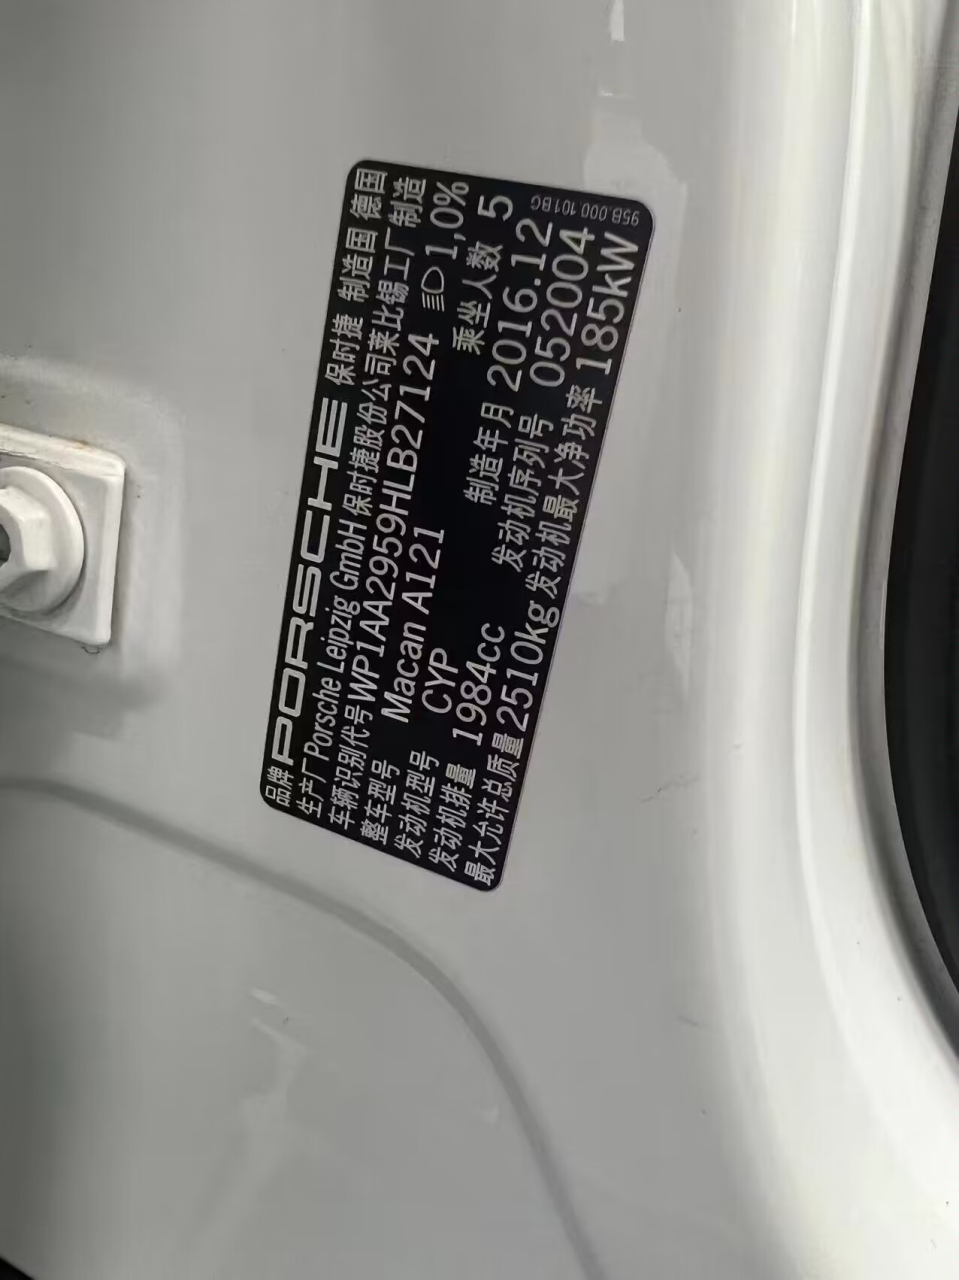 品牌 PORSCHE 保时捷 制造国 德国
生产厂 Porsche Leipzig GmbH 保时捷股份公司莱比锡工厂制造
车辆识别代号 WP1AA2959HLB27124 1,0%
整车型号 Macan A121 乘坐人数 5
发动机型号 CYP 制造年月 2016.12
发动机排量 1984cc 发动机序列号 052004
最大允许总质量 2510kg 发动机最大净功率 185kW
95B.000.101BC